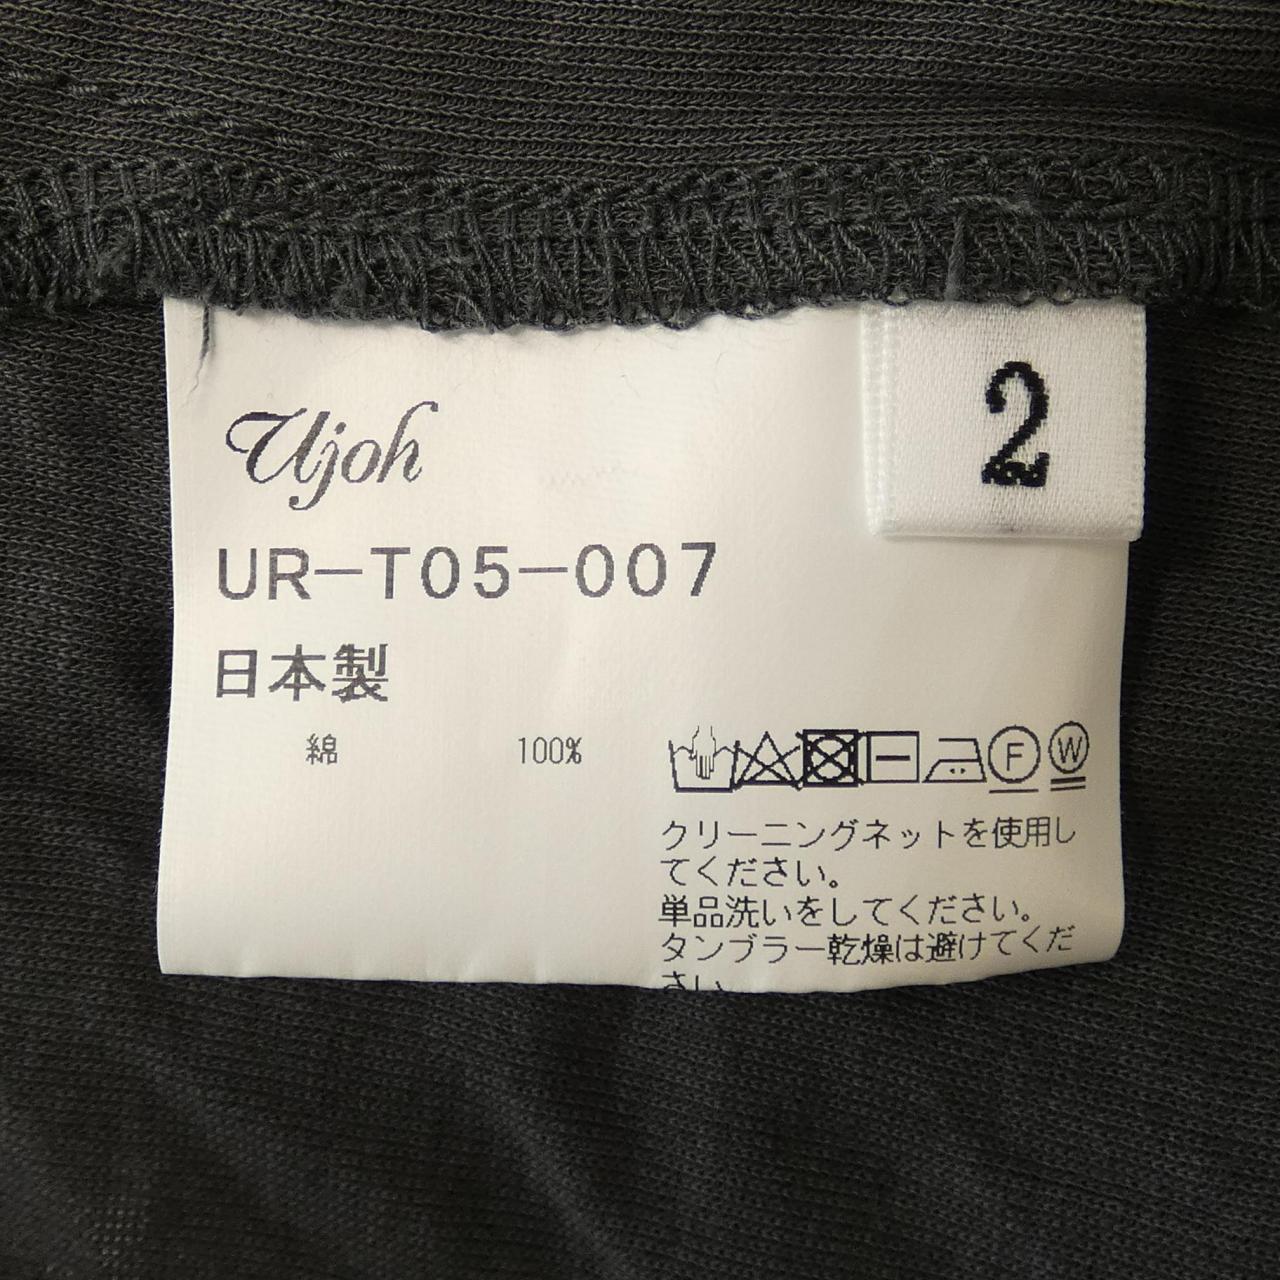 Ujoh
2
UR-T05-007
日本製
綿 100%
F W
クリーニングネットを使用し
てください。
単品洗いをしてください。
タンブラー乾燥は避けてくだ
さい。